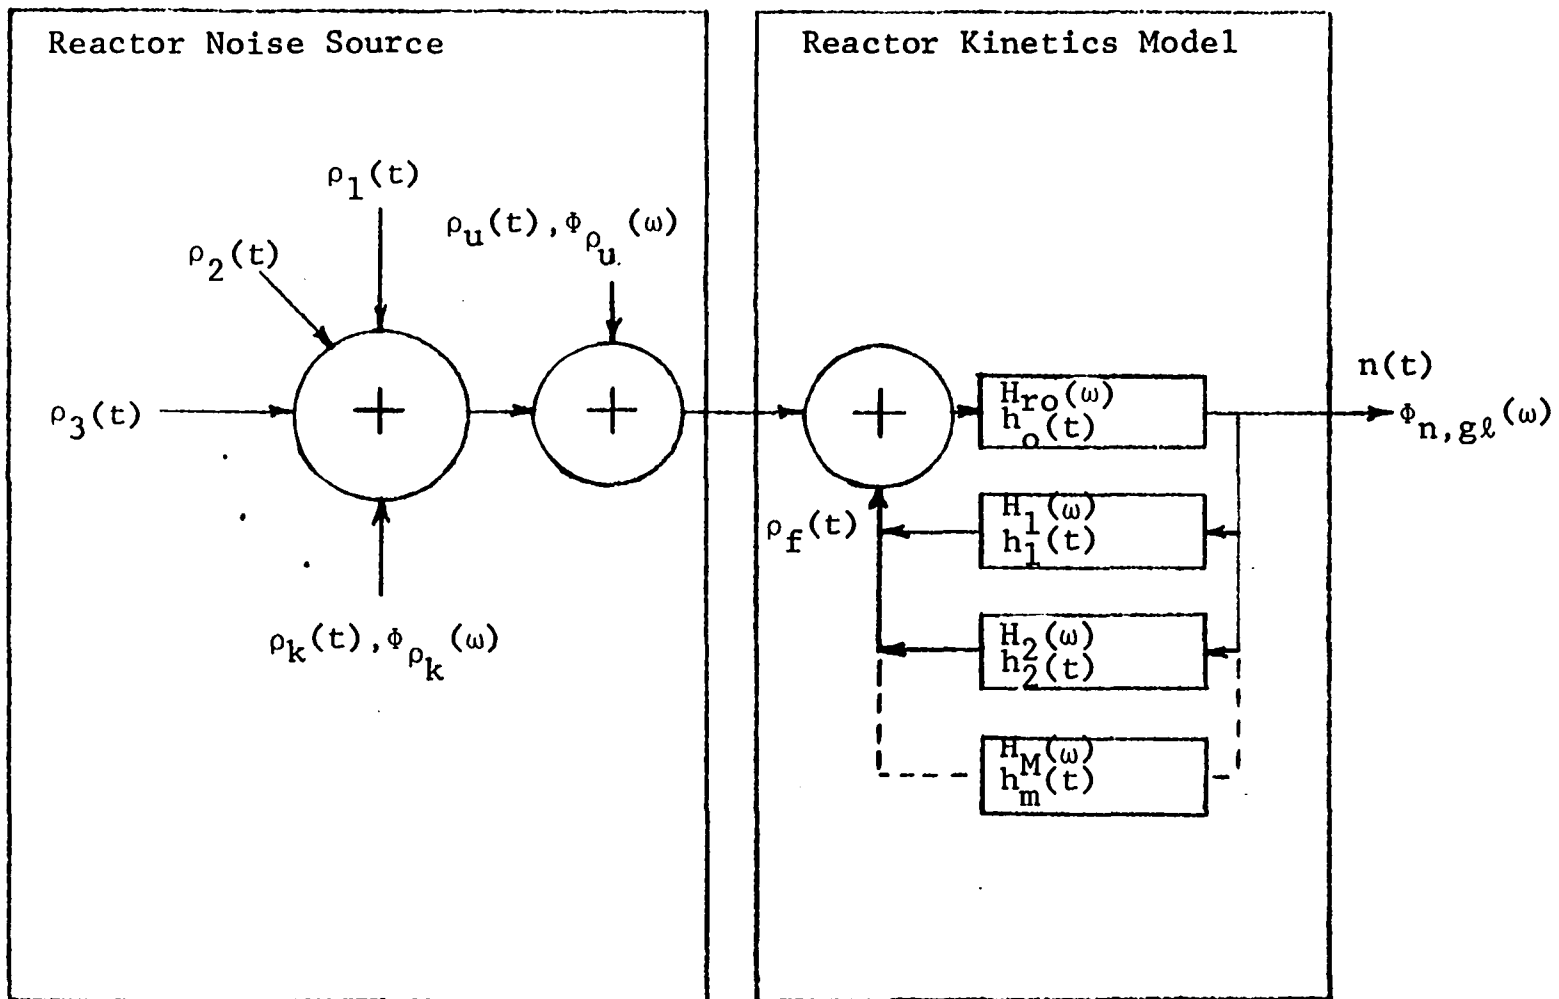 Reactor Noise Source
ρ1(t)
ρu(t),Φρu(ω)
ρ2(t)
ρ3(t)
+
+
ρk(t),Φρk(ω)
Reactor Kinetics Model
+
Hro(ω)
ho(t)
n(t)
Φn,gℓ(ω)
ρf(t)
H1(ω)
h1(t)
H2(ω)
h2(t)
HM(ω)
hm(t)